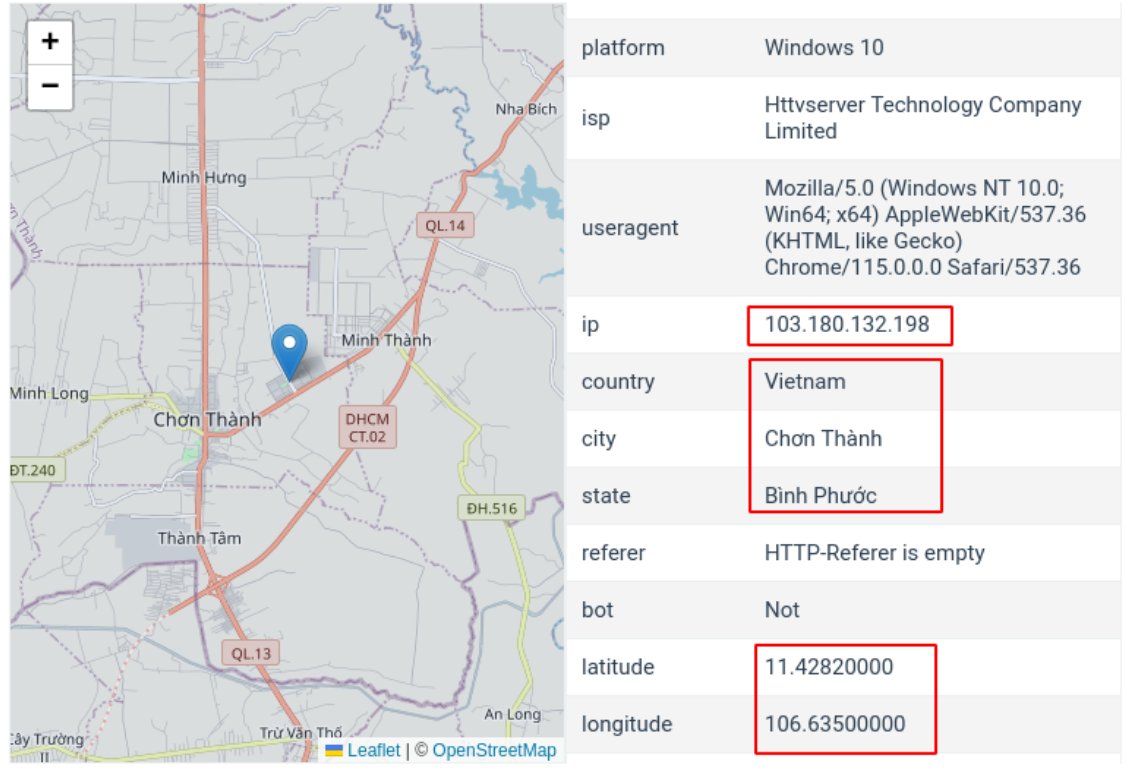 +
−
Nha Bích
Minh Hưng
QL.14
Minh Thành
Minh Long
Chơn Thành
DHCM
CT.02
ĐT.240
ĐH.516
Thành Tâm
QL.13
An Long
Trừ Văn Thố
Leaflet | © OpenStreetMap
platform Windows 10
isp Httvserver Technology Company
Limited
useragent Mozilla/5.0 (Windows NT 10.0;
Win64; x64) AppleWebKit/537.36
(KHTML, like Gecko)
Chrome/115.0.0.0 Safari/537.36
ip 103.180.132.198
country Vietnam
city Chơn Thành
state Bình Phước
referer HTTP-Referer is empty
bot Not
latitude 11.42820000
longitude 106.63500000